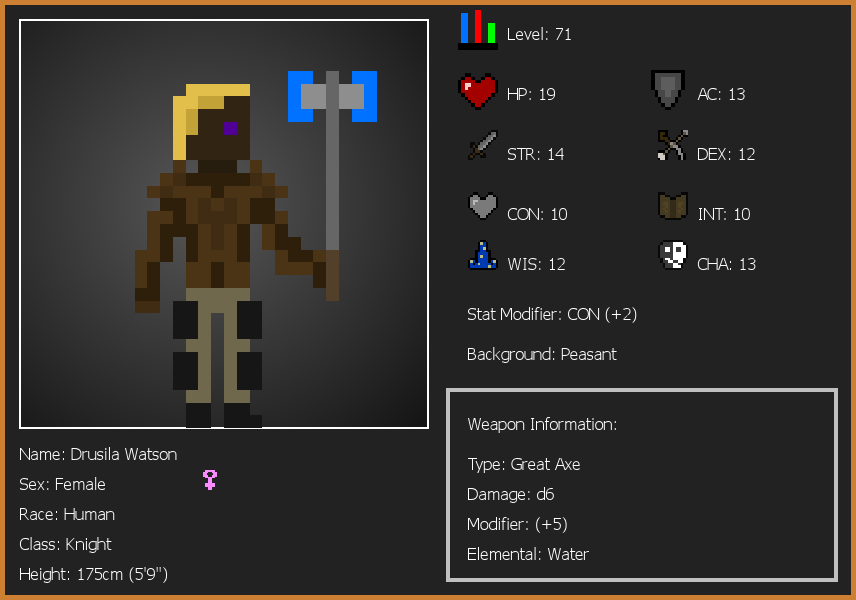 Level: 71
HP: 19
AC: 13
STR: 14
DEX: 12
CON: 10
INT: 10
WIS: 12
CHA: 13
Stat Modifier: CON (+2)
Background: Peasant
Weapon Information:
Type: Great Axe
Damage: d6
Modifier: (+5)
Elemental: Water
Name: Drusila Watson
Sex: Female
Race: Human
Class: Knight
Height: 175cm (5'9")